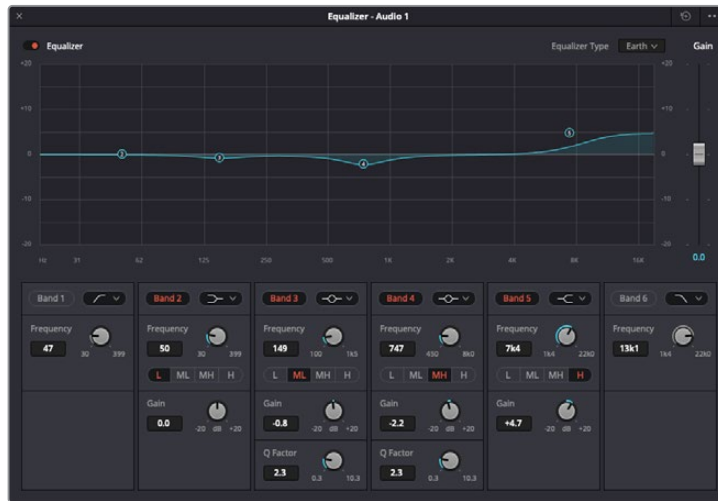 Equalizer - Audio 1
Equalizer Equalizer Type Earth Gain
+20 +20
+10 +10
0 0
-10 -10
-20 -20
2 3 4 5
Hz 31 62 125 250 500 1K 2K 4K 8K 16K 0.0
Band 1 Band 2 Band 3 Band 4 Band 5 Band 6
Frequency Frequency Frequency Frequency Frequency Frequency
47 30 399 50 30 399 149 100 1k5 747 450 8k0 7k4 1k4 22k0 13k1 1k4 22k0
L ML MH H L ML MH H L ML MH H L ML MH H
Gain Gain Gain Gain
0.0 -20 dB +20 -0.8 -20 dB +20 -2.2 -20 dB +20 +4.7 -20 dB +20
Q Factor Q Factor
2.3 0.3 10.3 2.3 0.3 10.3